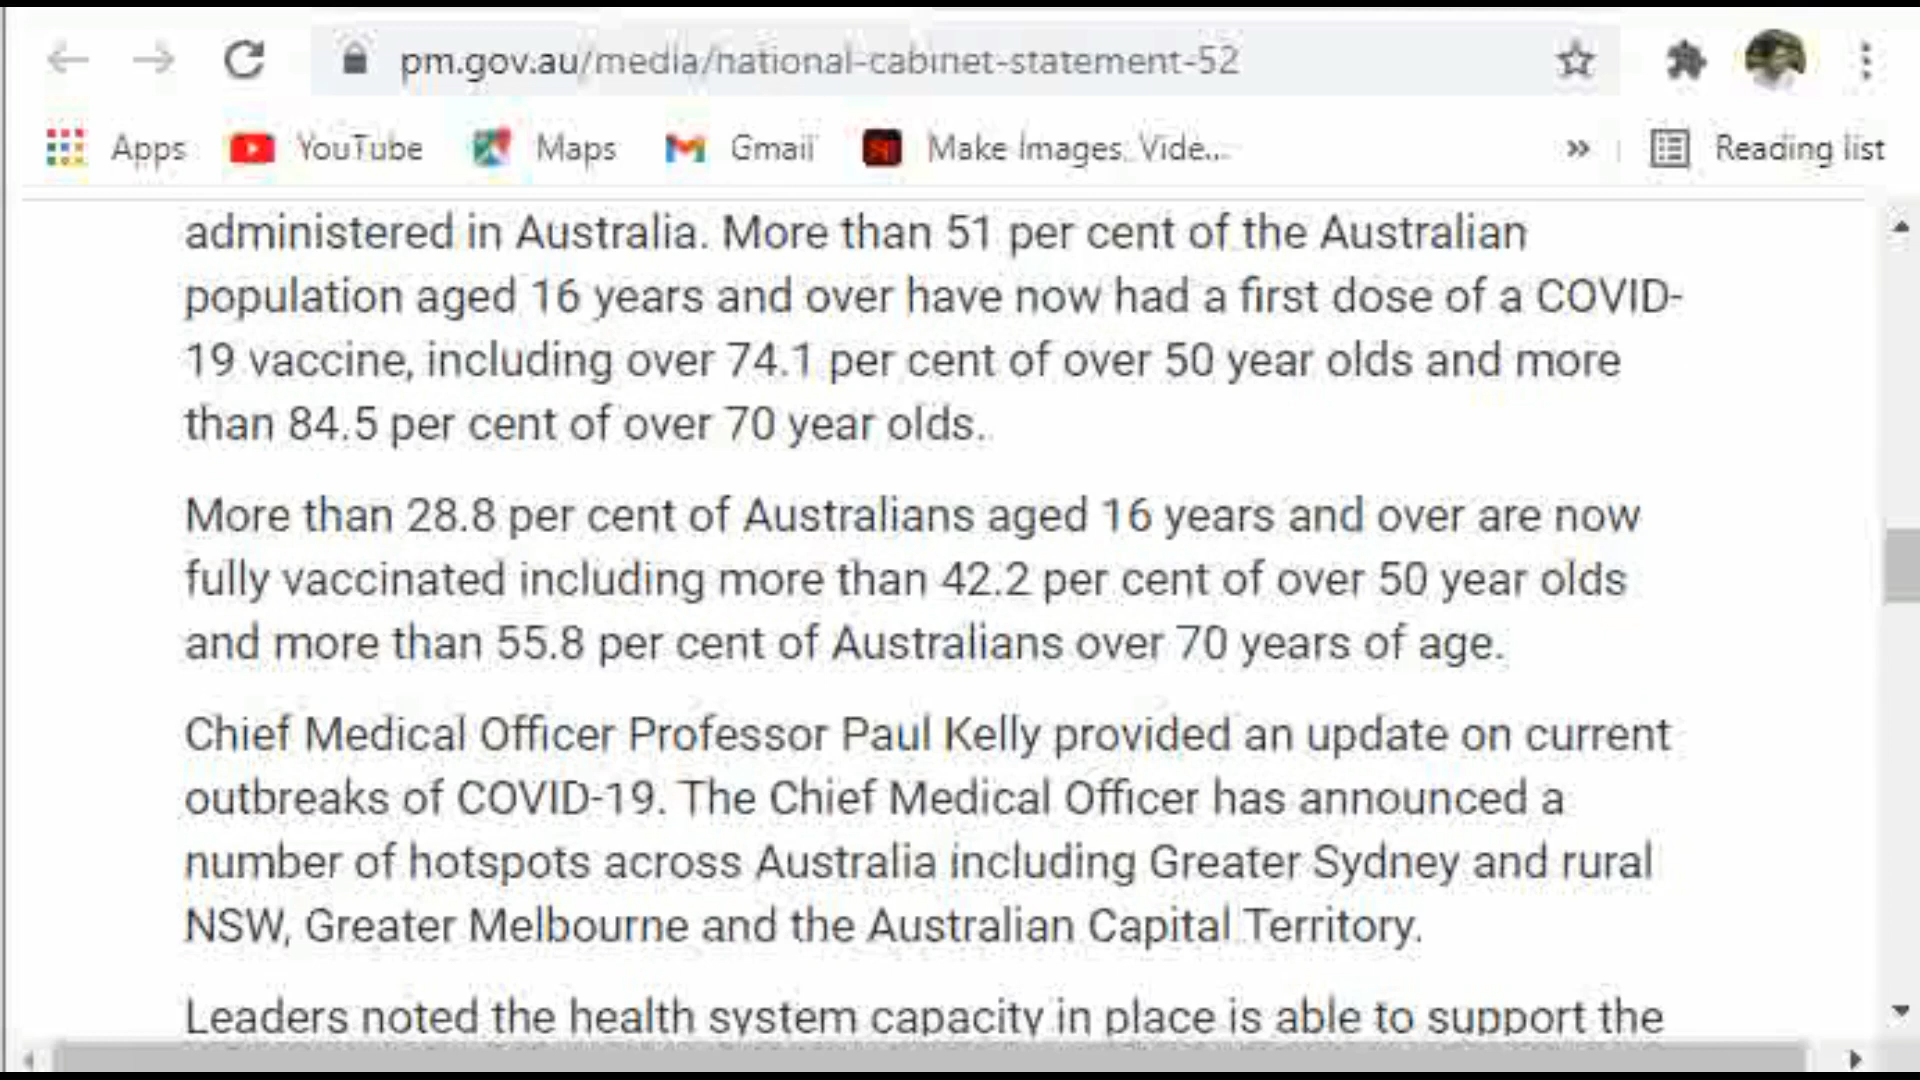 pm.gov.au/media/national-cabinet-statement-52
Apps YouTube Maps Gmail Make Images, Vide... » Reading list
administered in Australia. More than 51 per cent of the Australian
population aged 16 years and over have now had a first dose of a COVID-
19 vaccine, including over 74.1 per cent of over 50 year olds and more
than 84.5 per cent of over 70 year olds.
More than 28.8 per cent of Australians aged 16 years and over are now
fully vaccinated including more than 42.2 per cent of over 50 year olds
and more than 55.8 per cent of Australians over 70 years of age.
Chief Medical Officer Professor Paul Kelly provided an update on current
outbreaks of COVID-19. The Chief Medical Officer has announced a
number of hotspots across Australia including Greater Sydney and rural
NSW, Greater Melbourne and the Australian Capital Territory.
Leaders noted the health system capacity in place is able to support the